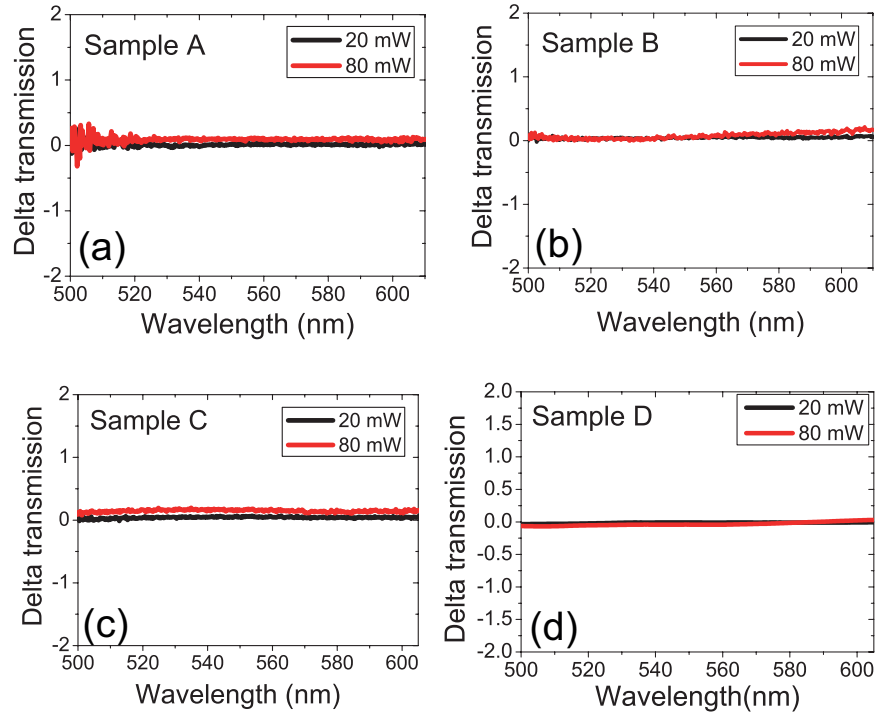 Sample A
20 mW
80 mW
Delta transmission
2
1
0
-1
-2
(a)
500 520 540 560 580 600
Wavelength (nm)
Sample B
20 mW
80 mW
Delta transmission
2
1
0
-1
-2
(b)
500 520 540 560 580 600
Wavelength (nm)
Sample C
20 mW
80 mW
Delta transmission
2
1
0
-1
-2
(c)
500 520 540 560 580 600
Wavelength (nm)
Sample D
20 mW
80 mW
Delta transmission
2.0
1.5
1.0
0.5
0.0
-0.5
-1.0
-1.5
-2.0
(d)
500 520 540 560 580 600
Wavelength(nm)